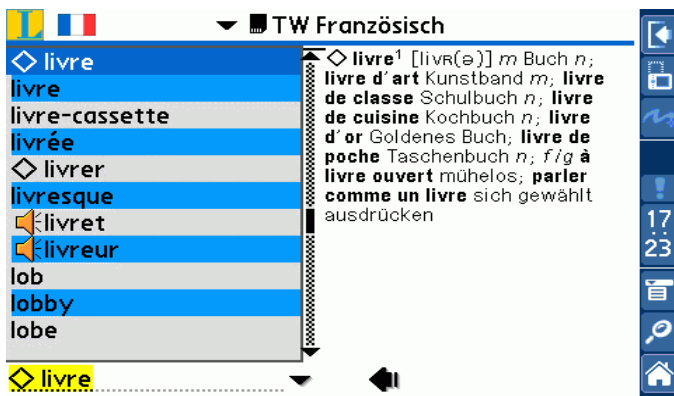 L
TW Französisch
livre
livre
livre-cassette
livrée
livrer
livresque
livret
livreur
lob
lobby
lobe
livre
livre¹ [livʀ(ə)] m Buch n;
livre d'art Kunstband m; livre
de classe Schulbuch n; livre
de cuisine Kochbuch n; livre
d'or Goldenes Buch; livre de
poche Taschenbuch n; fig à
livre ouvert mühelos; parler
comme un livre sich gewählt
ausdrücken
17
23